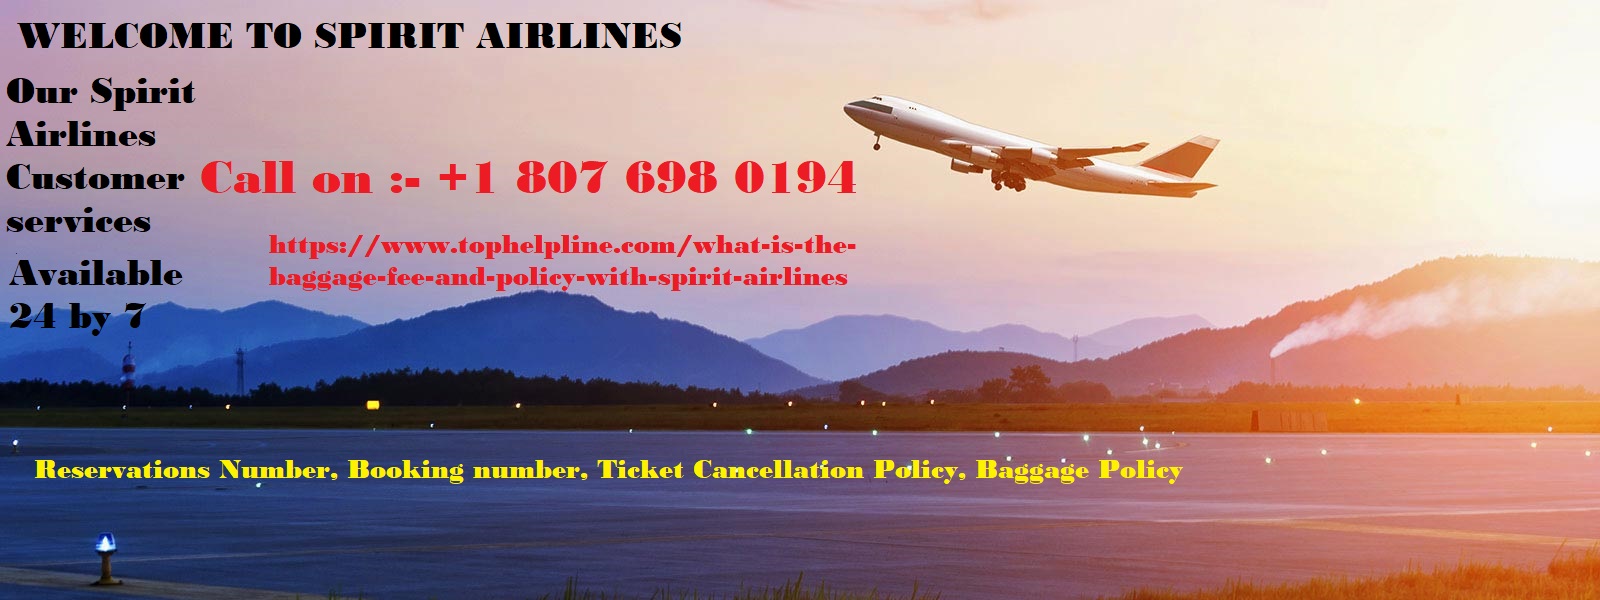 WELCOME TO SPIRIT AIRLINES
Our Spirit
Airlines
Customer
services
Available
24 by 7
Call on :- +1 807 698 0194
https://www.tophelpline.com/what-is-the-
baggage-fee-and-policy-with-spirit-airlines
Reservations Number, Booking number, Ticket Cancellation Policy, Baggage Policy